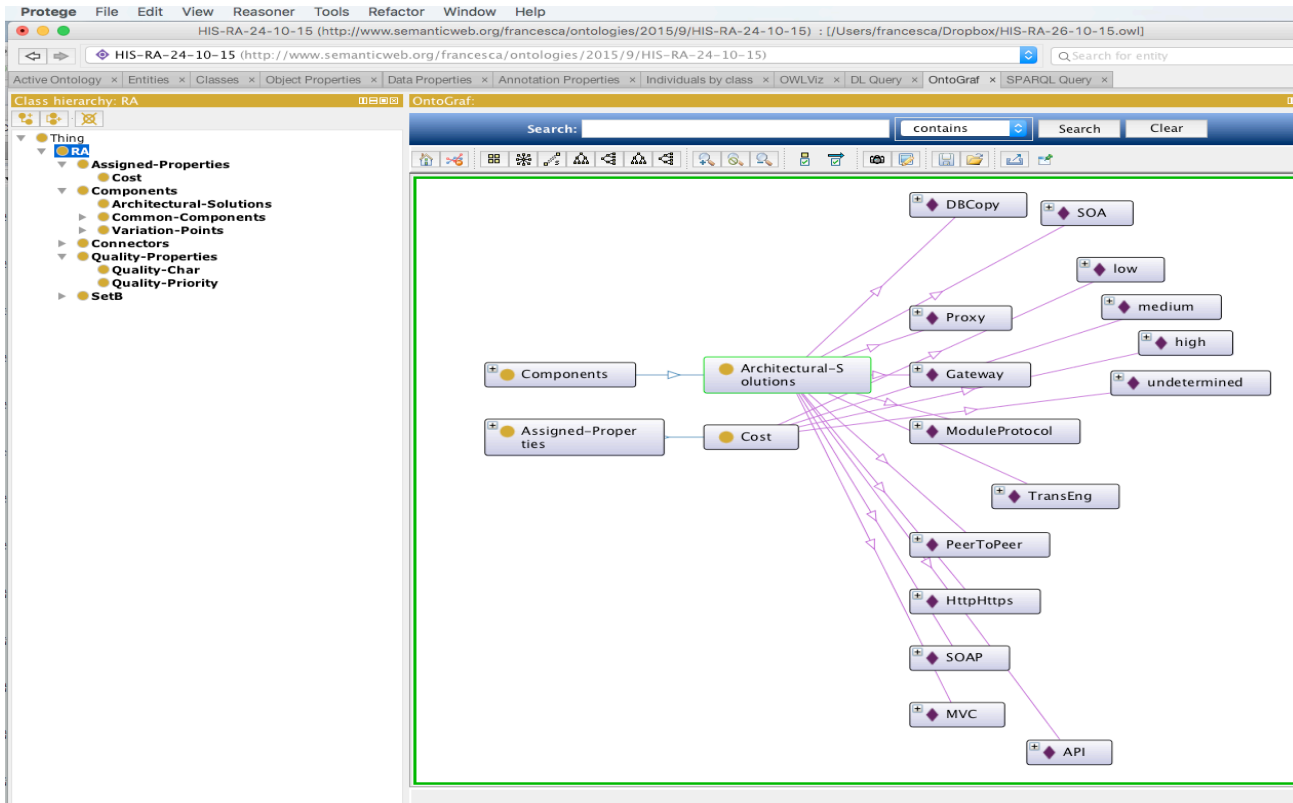 Protege File Edit View Reasoner Tools Refactor Window Help
HIS-RA-24-10-15 (http://www.semanticweb.org/francesca/ontologies/2015/9/HIS-RA-24-10-15) : [/Users/francesca/Dropbox/HIS-RA-26-10-15.owl]
HIS-RA-24-10-15 (http://www.semanticweb.org/francesca/ontologies/2015/9/HIS-RA-24-10-15)
Search for entity
Active Ontology × Entities × Classes × Object Properties × Data Properties × Annotation Properties × Individuals by class × OWLViz × DL Query × OntoGraf × SPARQL Query ×
Class hierarchy: RA
Thing
RA
Assigned-Properties
Cost
Components
Architectural-Solutions
Common-Components
Variation-Points
Connectors
Quality-Properties
Quality-Char
Quality-Priority
SetB
OntoGraf:
Search: contains Search Clear
DBCopy
SOA
low
medium
Proxy
high
Components
Architectural-S
olutions
Gateway
undetermined
Assigned-Proper
ties
Cost
ModuleProtocol
TransEng
PeerToPeer
HttpHttps
SOAP
MVC
API